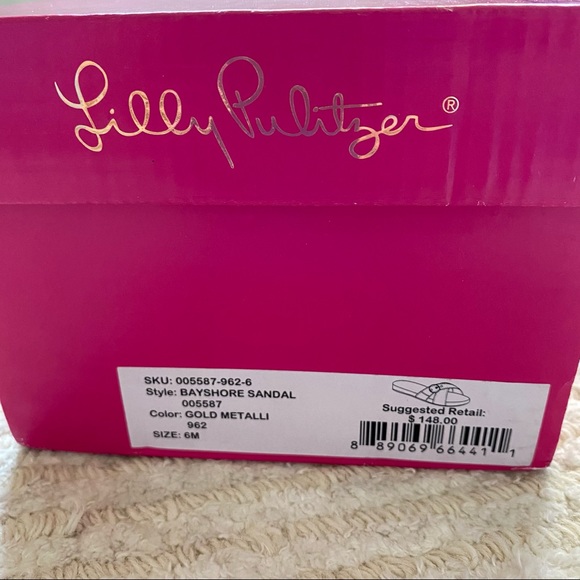 Lilly Pulitzer®
SKU: 005587-962-6
Style: BAYSHORE SANDAL
005587
Color: GOLD METALLI
962
SIZE: 6M
Suggested Retail:
$ 148.00
8 89069 66441 1